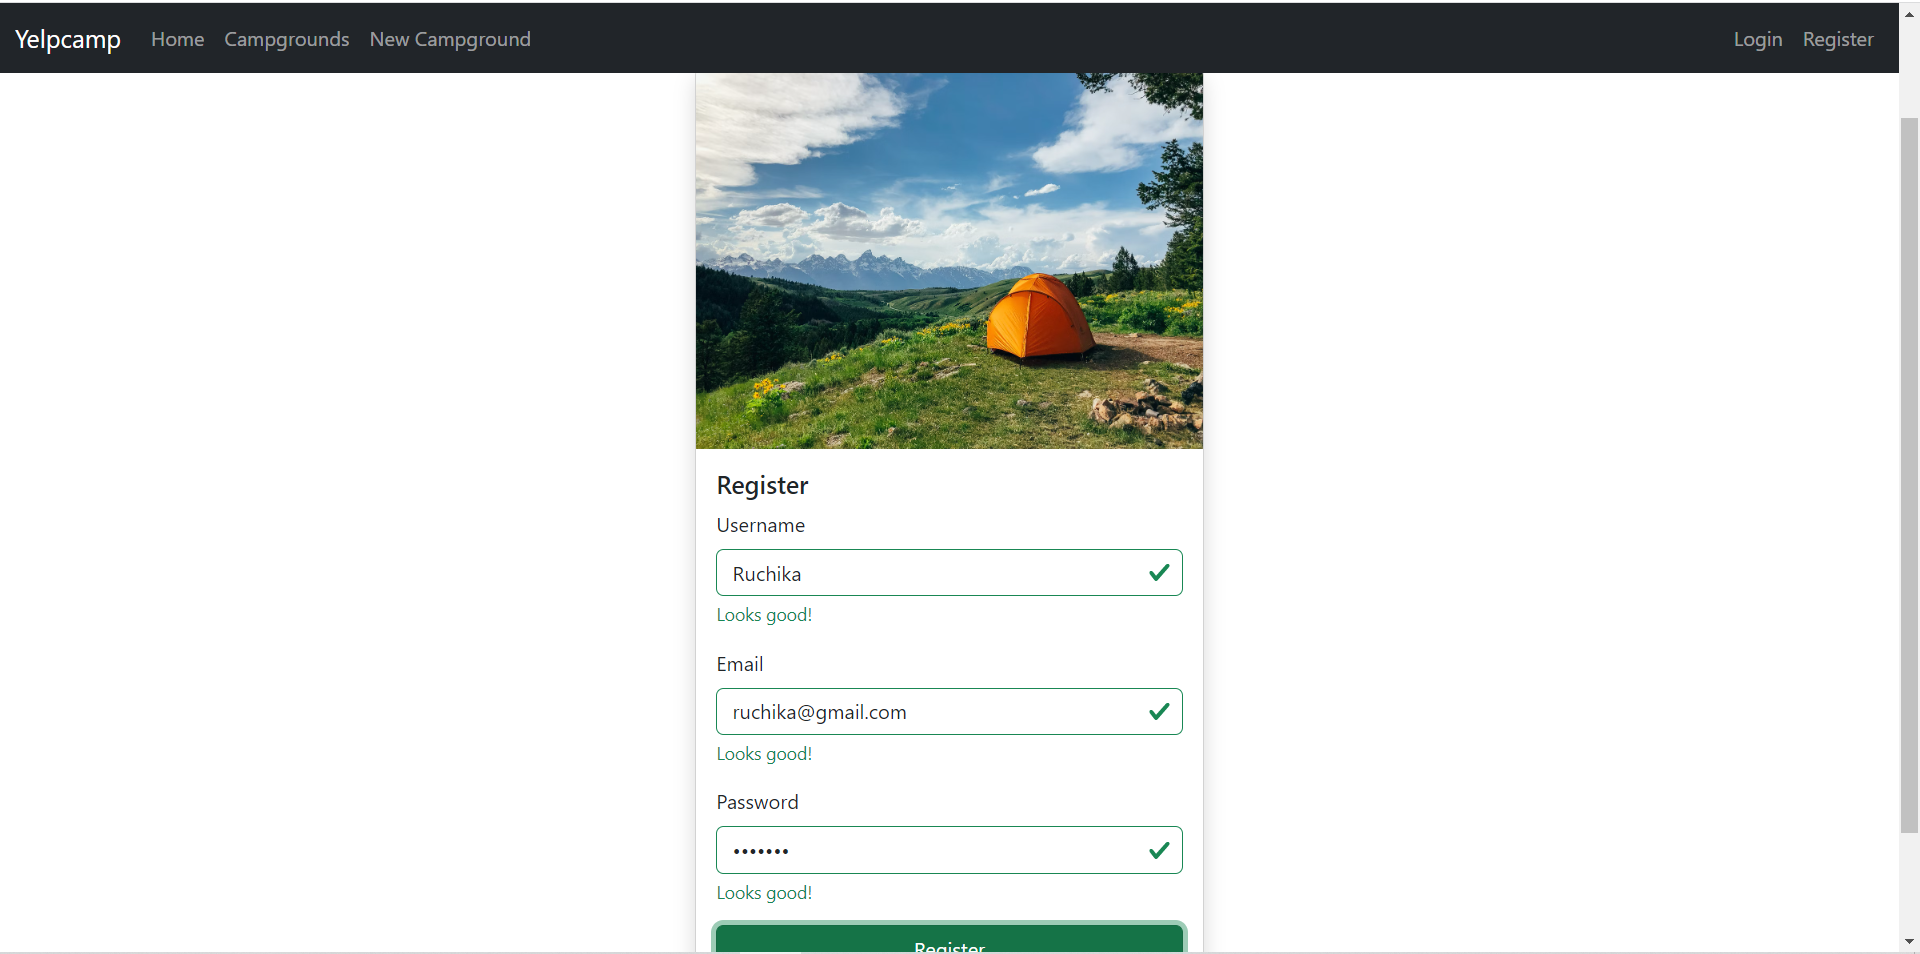 Yelpcamp Home Campgrounds New Campground Login Register
Register
Username
Ruchika
Looks good!
Email
ruchika@gmail.com
Looks good!
Password
•••••••
Looks good!
Register